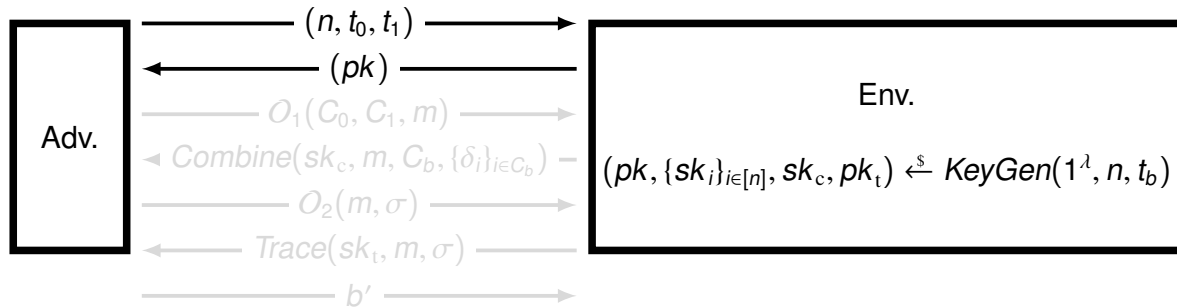 (n, t₀, t₁)
(pk)
O₁(C₀, C₁, m)
Combine(sk_c, m, C_b, {δ_i}_{i∈C_b})
O₂(m, σ)
Trace(sk_t, m, σ)
b′
Adv.
Env.
(pk, {sk_i}_{i∈[n]}, sk_c, pk_t) ←$ KeyGen(1^λ, n, t_b)